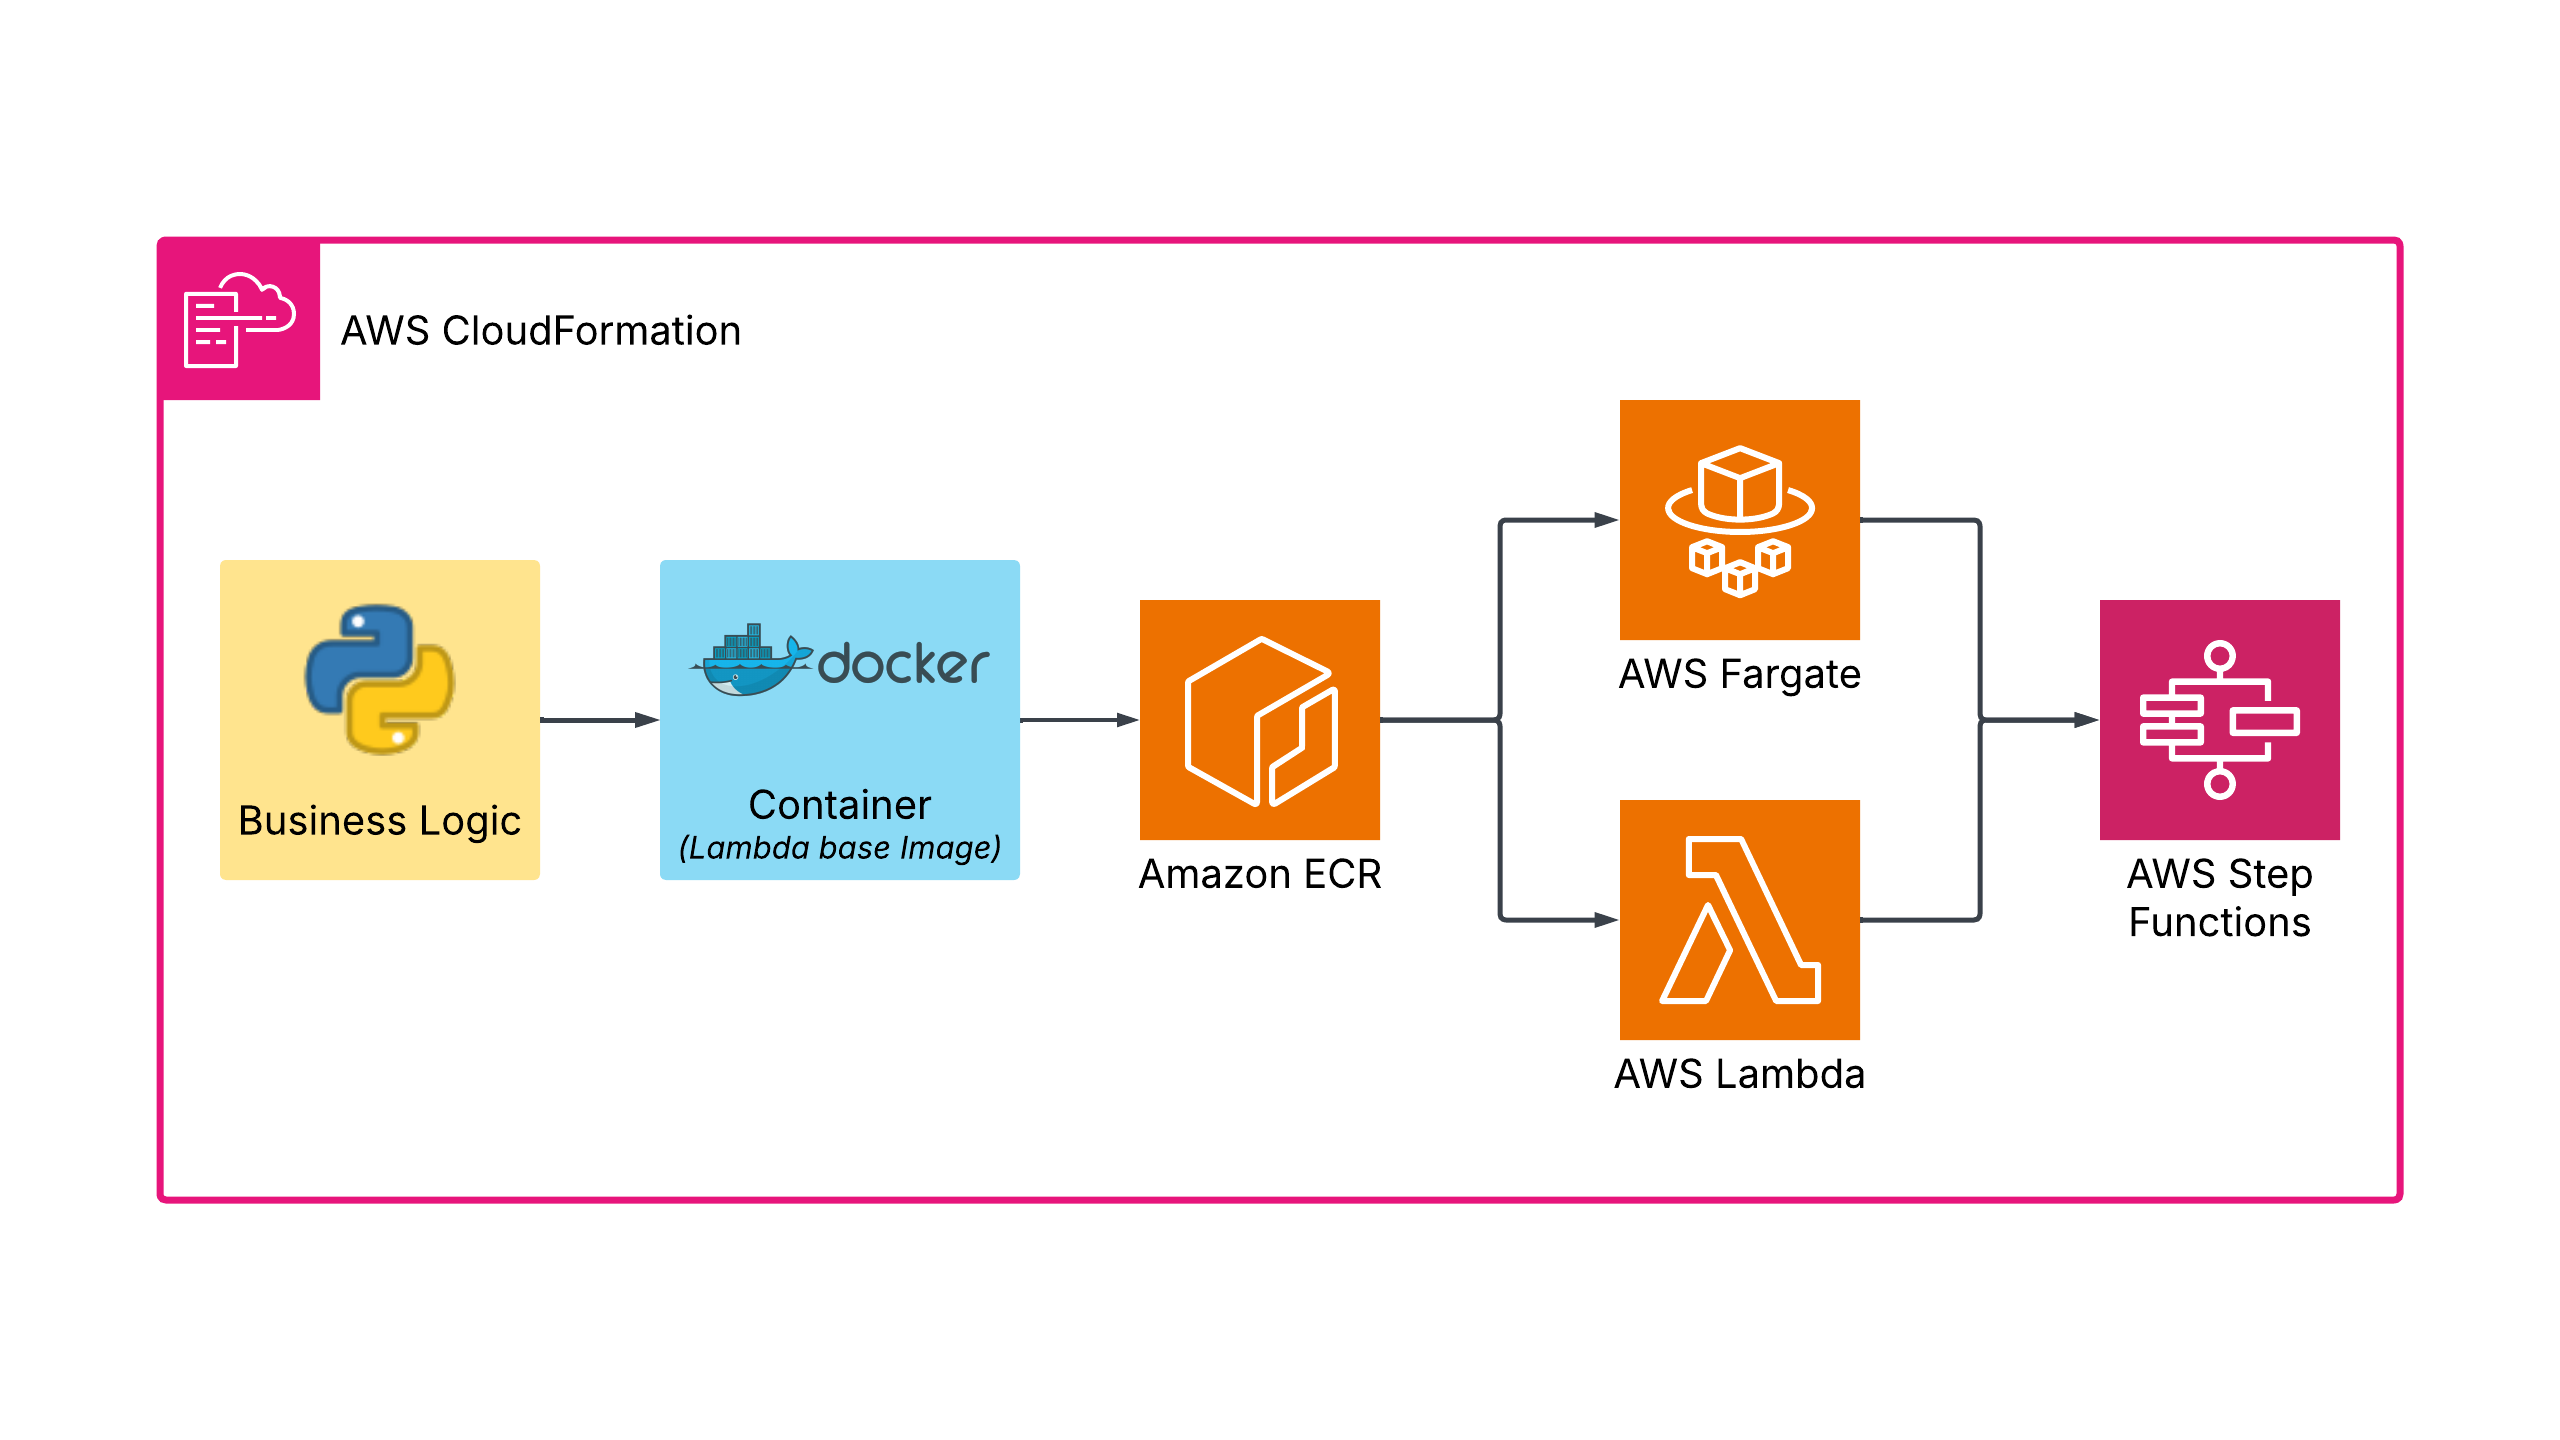 AWS CloudFormation
Business Logic
docker
Container
(Lambda base Image)
Amazon ECR
AWS Fargate
AWS Lambda
AWS Step
Functions